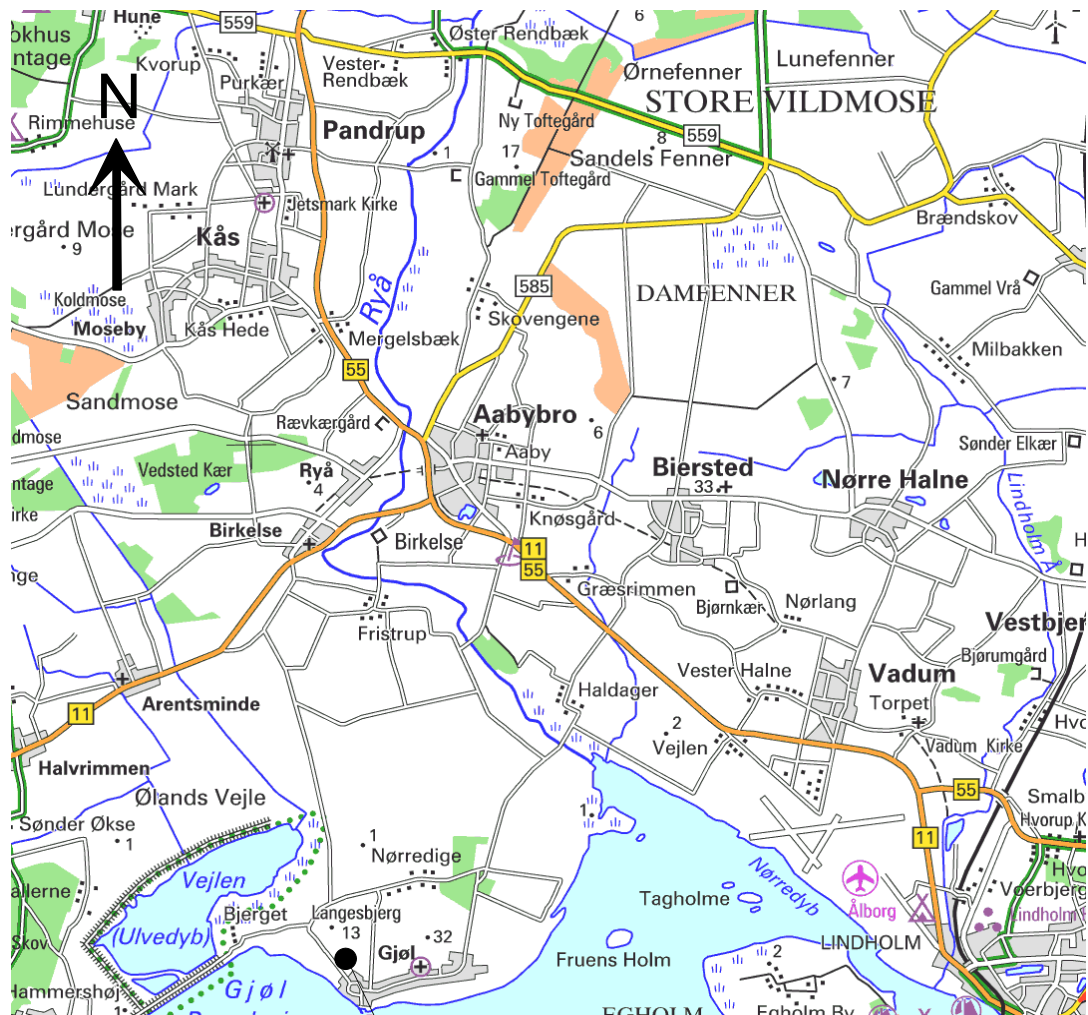 Hune
559
Øster Rendbæk
6
Kvorup
Vester
Rendbæk
Ørnefenner
Lunefenner
Purkær
N
STORE VILDMOSE
Rimmehuse
Pandrup
Ny Toftegård
559
1
17
8
Sandels Fenner
Gammel Toftegård
Lundergård Mark
Jetsmark Kirke
Brændskov
Kås
9
Ryå
585
DAMFENNER
Gammel Vrå
Koldmose
Moseby
Kås Hede
Skovengene
Mergelsbæk
Milbakken
55
7
Sandmose
Rævkærgård
Aabybro
6
Aaby
Sønder Elkær
Vedsted Kær
Ryå
4
Biersted
33
Nørre Halne
Lindholm Å
Knøsgård
Birkelse
Birkelse
11
55
Græsrimmen
Bjørnkær
Nørlang
Fristrup
Bjørumgård
Vester Halne
Vadum
Haldager
Torpet
Arentsminde
11
2
Vejlen
Vadum Kirke
Halvrimmen
55
Ølands Vejle
Sønder Økse
1
1
1
11
Nørredige
Nørredyb
Vejlen
(Ulvedyb)
Tagholme
Ålborg
Bjerget
Langesbjerg
13
32
Gjøl
LINDHOLM
Fruens Holm
2
Gjøl
EGHOLM
Egholm By